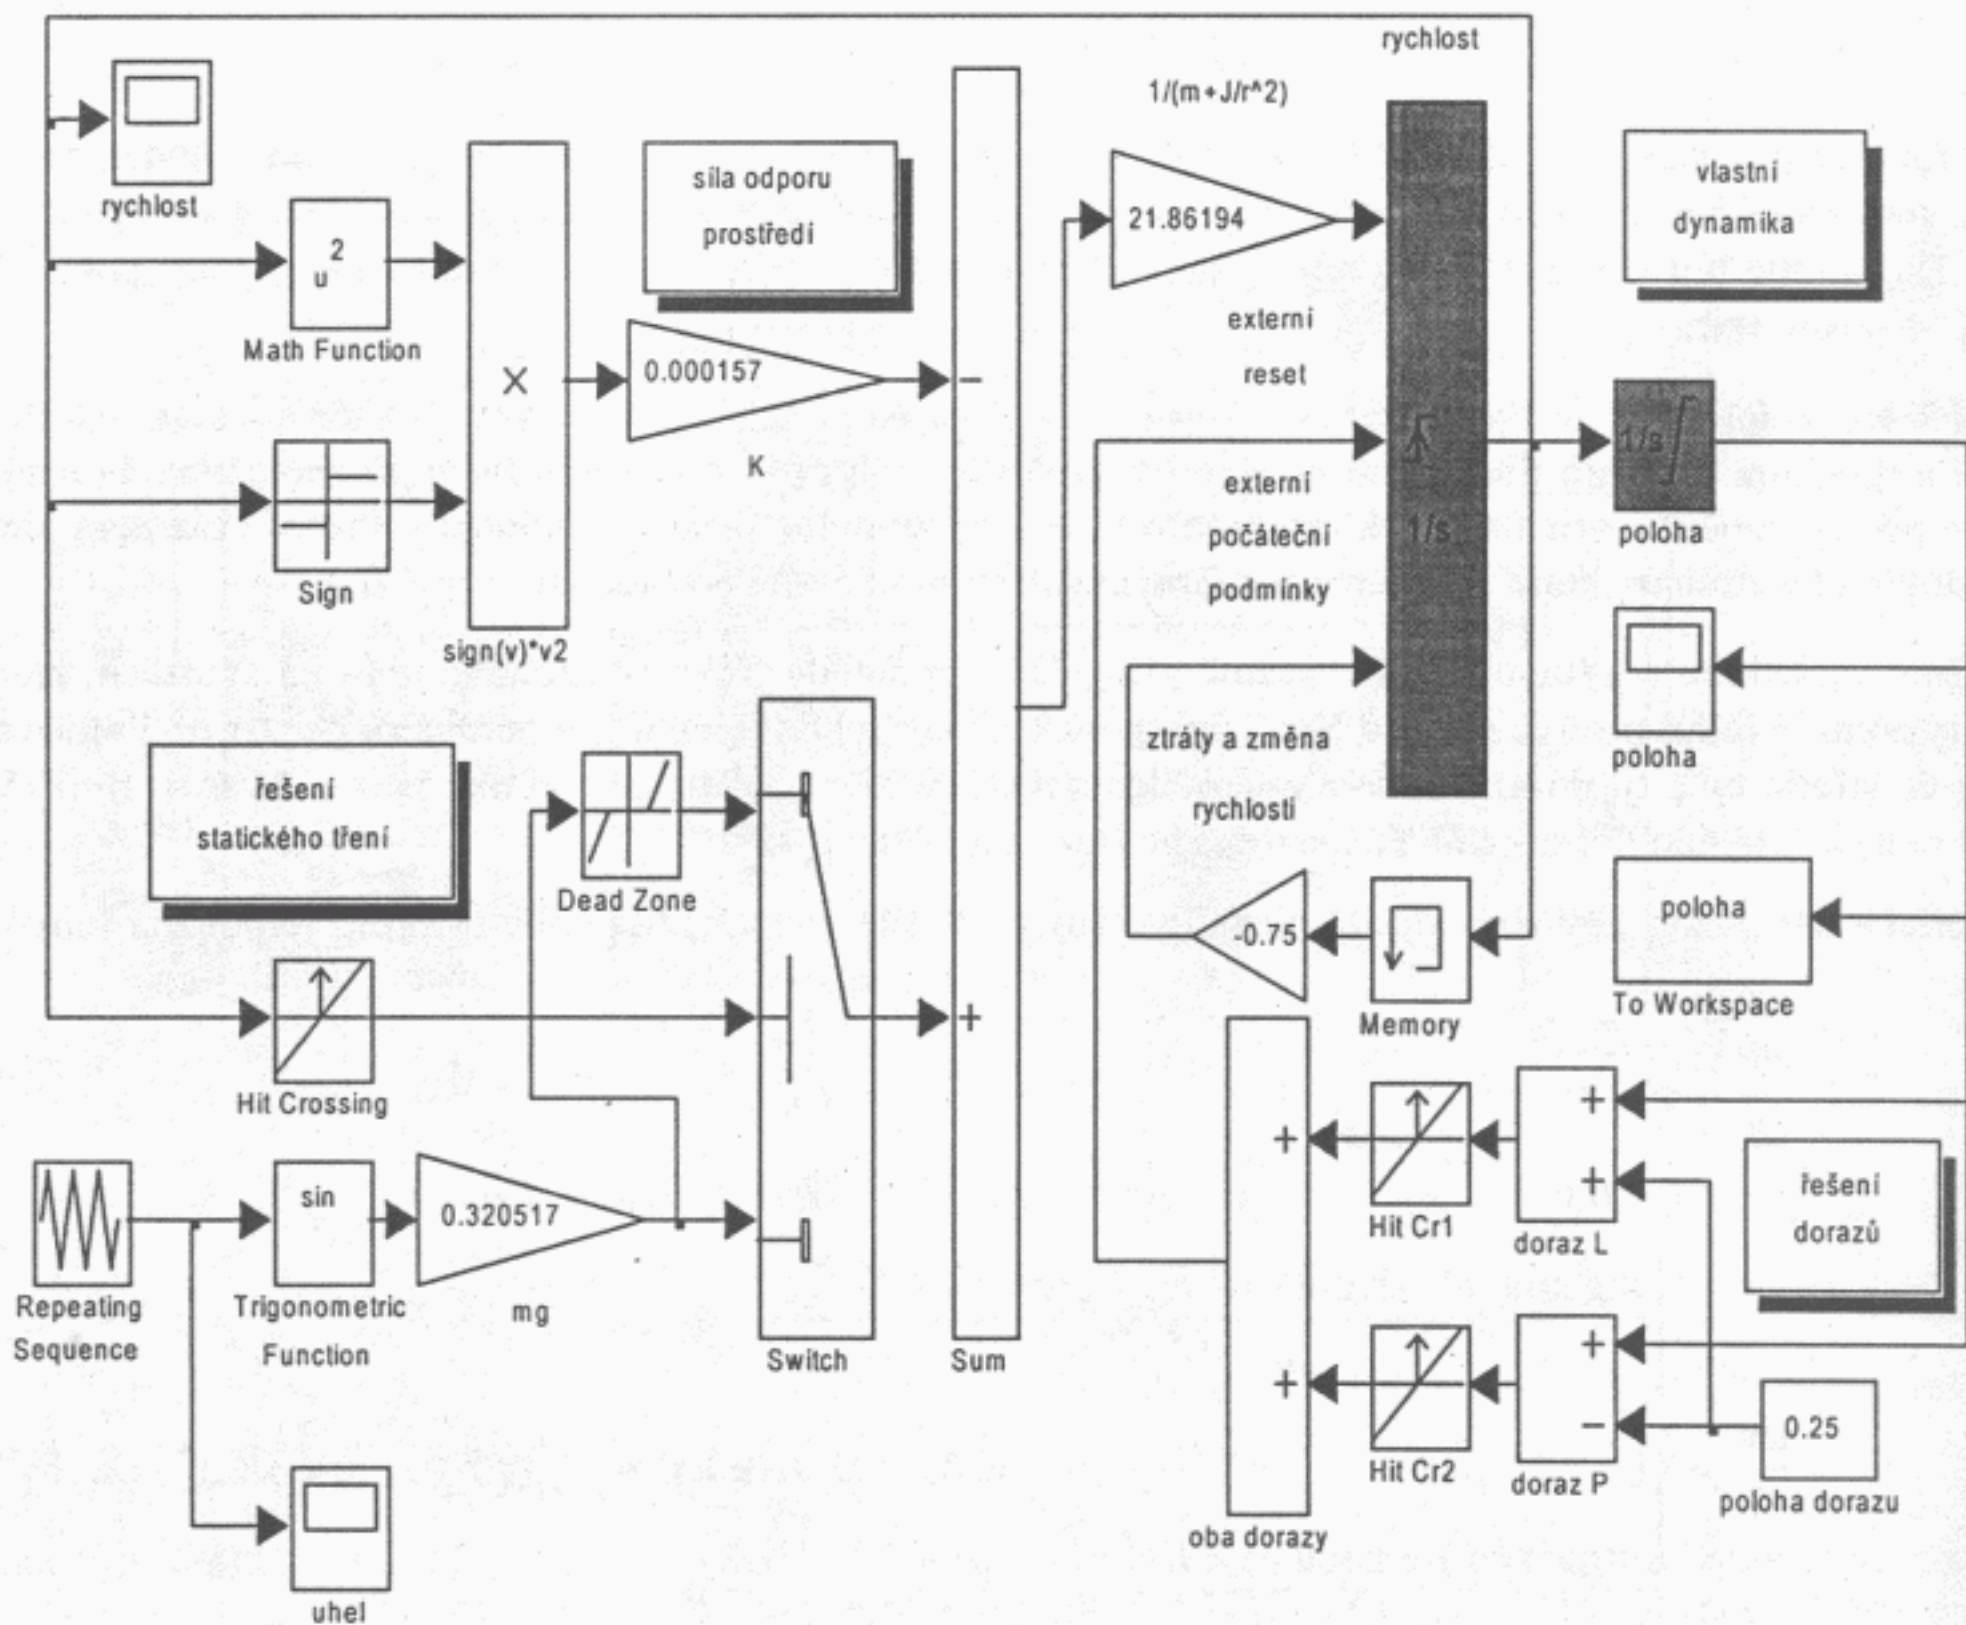 rychlost
1/(m+J/r^2)
rychlost
síla odporu
prostředí
vlastní
dynamika
21.86194
u
2
Math Function
externí
reset
0.000157
×
−
K
1/s
poloha
externí
počáteční
podmínky
1/s
Sign
sign(v)*v2
poloha
ztráty a změna
rychlosti
řešení
statického tření
Dead Zone
-0.75
Memory
poloha
To Workspace
+
Hit Crossing
+
Hit Cr1
+
+
doraz L
řešení
dorazů
Repeating
Sequence
sin
Trigonometric
Function
0.320517
mg
Switch
Sum
+
Hit Cr2
+
−
doraz P
0.25
poloha dorazu
oba dorazy
uhel